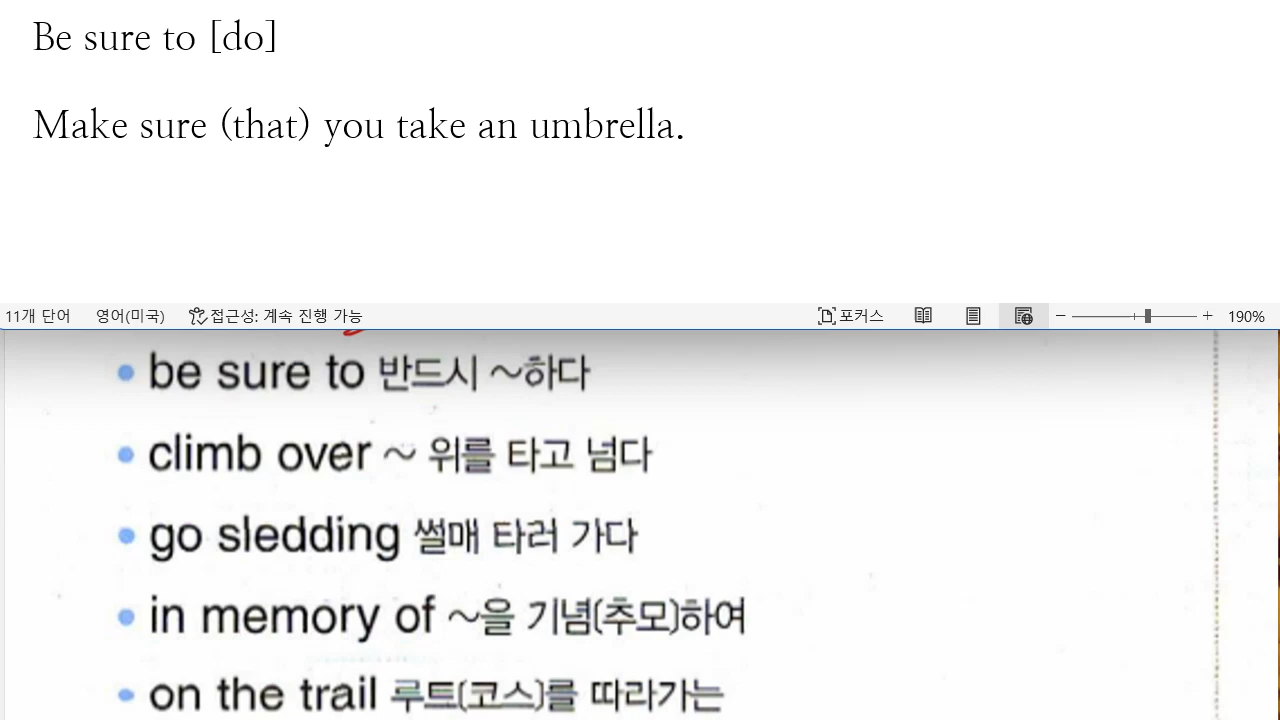 Be sure to [do]
Make sure (that) you take an umbrella.
11개 단어 영어(미국) 접근성: 계속 진행 가능 포커스 190%
be sure to 반드시 ~하다
climb over ~ 위를 타고 넘다
go sledding 썰매 타러 가다
in memory of ~을 기념(추모)하여
on the trail 루트(코스)를 따라가는